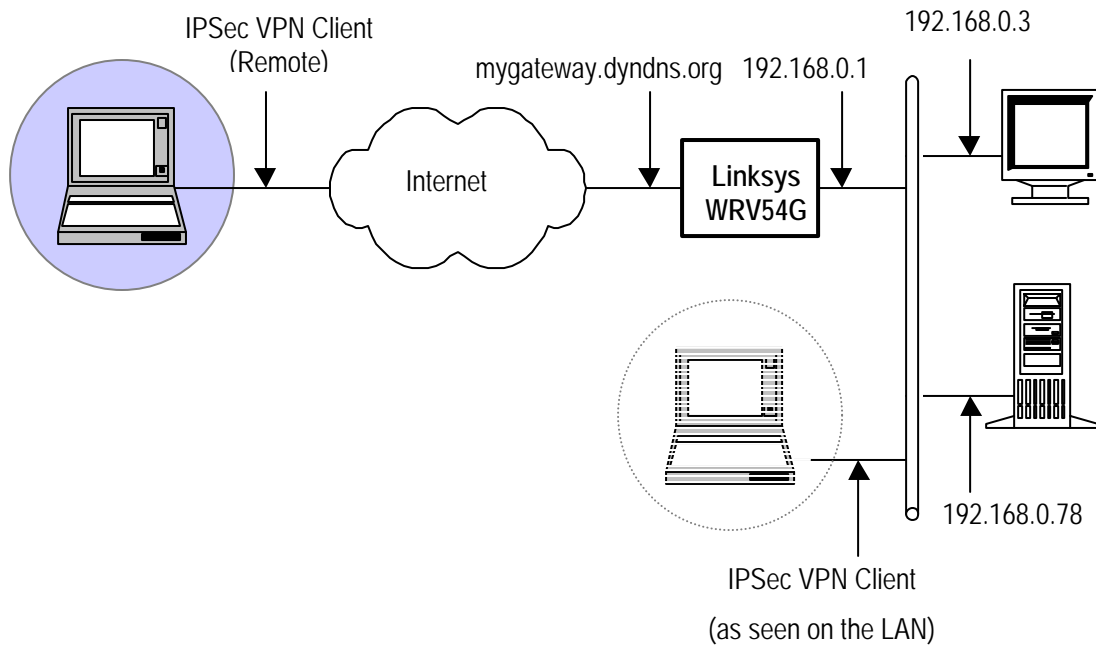 IPSec VPN Client
(Remote)
192.168.0.3
mygateway.dyndns.org
192.168.0.1
Internet
Linksys
WRV54G
192.168.0.78
IPSec VPN Client
(as seen on the LAN)